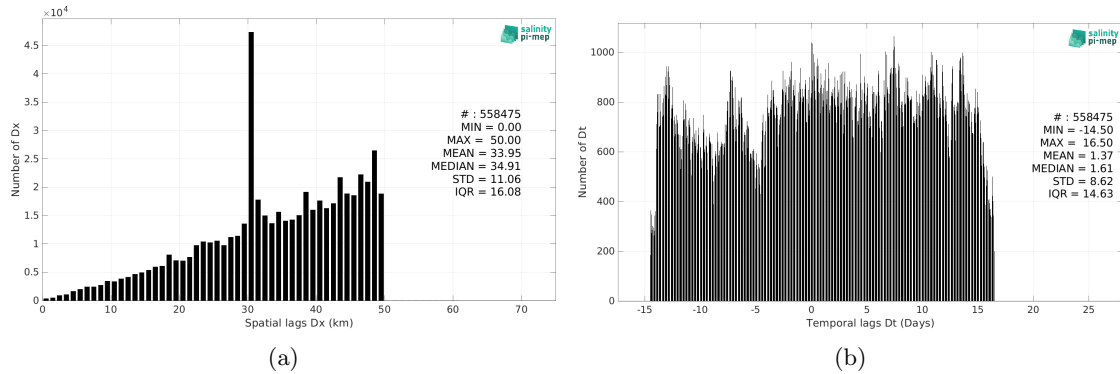 ×10⁴
4.5
4
3.5
3
2.5
2
1.5
1
0.5
0
Number of Dx
0 10 20 30 40 50 60 70
Spatial lags Dx (km)
salinity
pi-mep
# : 558475
MIN = 0.00
MAX = 50.00
MEAN = 33.95
MEDIAN = 34.91
STD = 11.06
IQR = 16.08
(a)
1000
800
600
400
200
0
Number of Dt
-15 -10 -5 0 5 10 15 20 25
Temporal lags Dt (Days)
salinity
pi-mep
# : 558475
MIN = -14.50
MAX = 16.50
MEAN = 1.37
MEDIAN = 1.61
STD = 8.62
IQR = 14.63
(b)